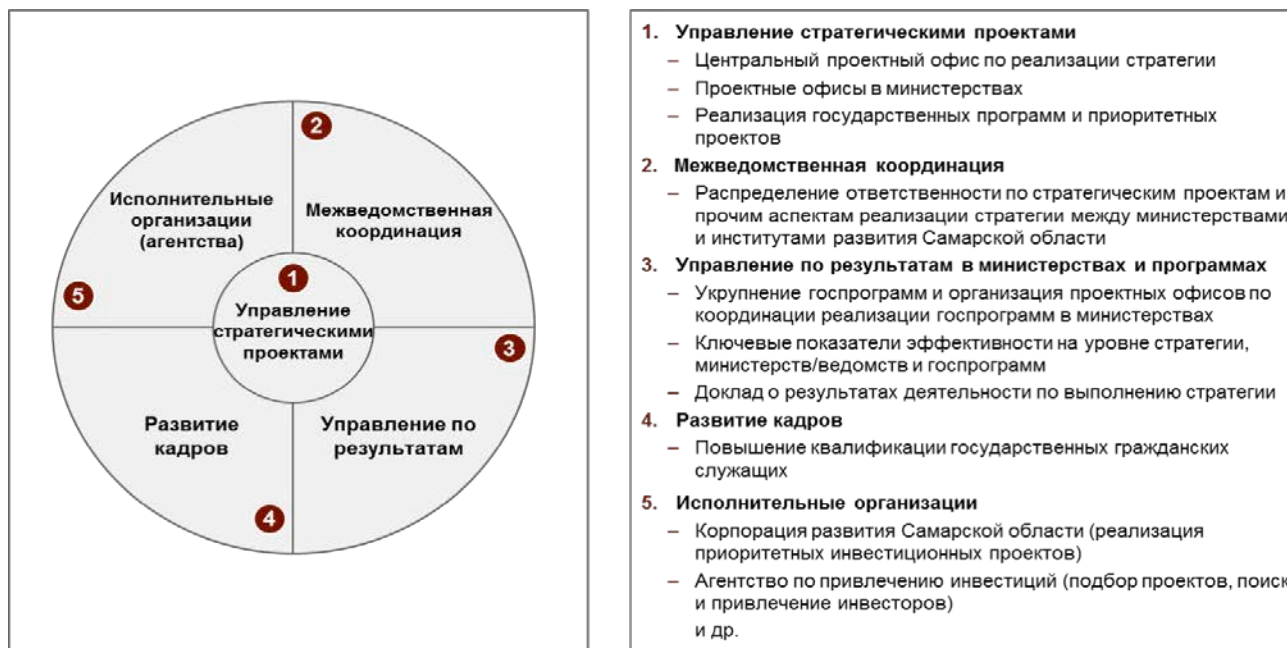 2
Исполнительные
организации
(агентства)
Межведомственная
координация
5
1
Управление
стратегическими
проектами
3
Развитие
кадров
Управление по
результатам
4
1. Управление стратегическими проектами
– Центральный проектный офис по реализации стратегии
– Проектные офисы в министерствах
– Реализация государственных программ и приоритетных
проектов
2. Межведомственная координация
– Распределение ответственности по стратегическим проектам и
прочим аспектам реализации стратегии между министерствами
и институтами развития Самарской области
3. Управление по результатам в министерствах и программах
– Укрупнение госпрограмм и организация проектных офисов по
координации реализации госпрограмм в министерствах
– Ключевые показатели эффективности на уровне стратегии,
министерств/ведомств и госпрограмм
– Доклад о результатах деятельности по выполнению стратегии
4. Развитие кадров
– Повышение квалификации государственных гражданских
служащих
5. Исполнительные организации
– Корпорация развития Самарской области (реализация
приоритетных инвестиционных проектов)
– Агентство по привлечению инвестиций (подбор проектов, поиск
и привлечение инвесторов)
и др.